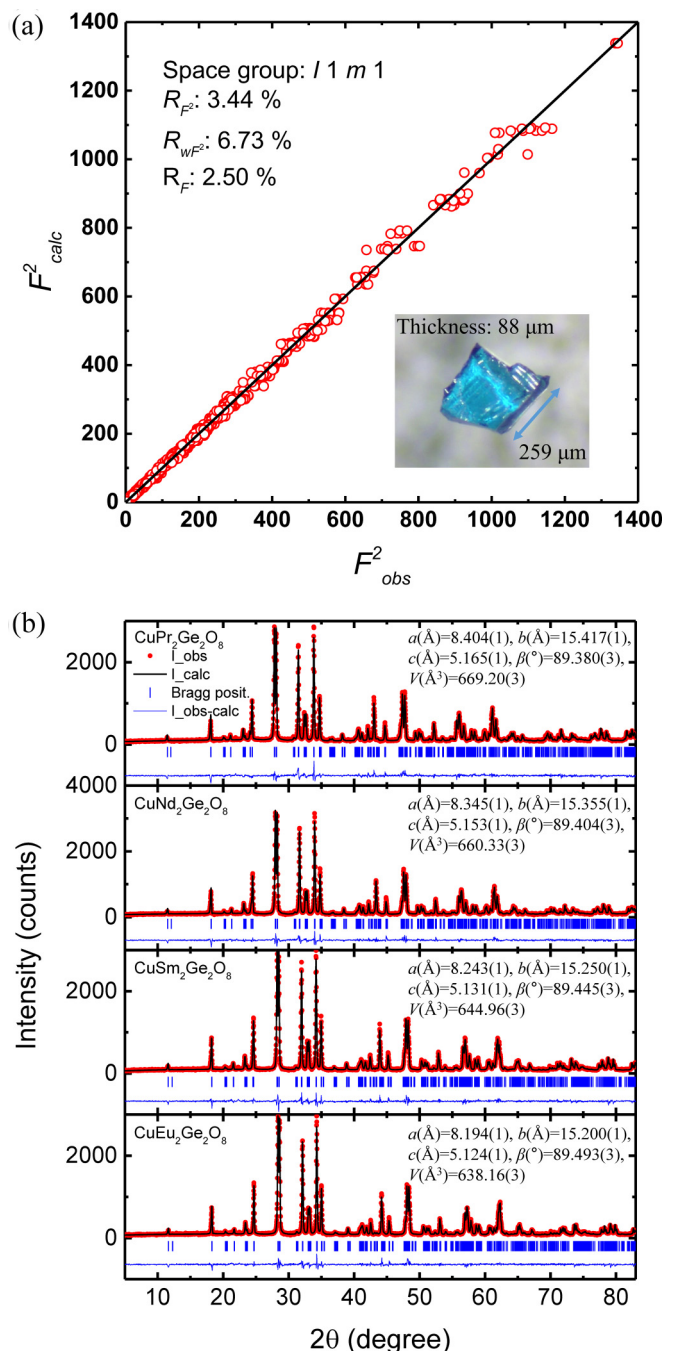 (a)
1400
1200
1000
800
600
400
200
0
F²calc
Space group: I 1 m 1
R_F²: 3.44 %
R_wF²: 6.73 %
R_F: 2.50 %
Thickness: 88 μm
259 μm
0 200 400 600 800 1000 1200 1400
F²obs
(b)
Intensity (counts)
2000
0
CuPr₂Ge₂O₈
I_obs
I_calc
Bragg posit.
I_obs-calc
a(Å)=8.404(1), b(Å)=15.417(1),
c(Å)=5.165(1), β(°)=89.380(3),
V(Å³)=669.20(3)
4000
2000
0
CuNd₂Ge₂O₈
a(Å)=8.345(1), b(Å)=15.355(1),
c(Å)=5.153(1), β(°)=89.404(3),
V(Å³)=660.33(3)
2000
0
CuSm₂Ge₂O₈
a(Å)=8.243(1), b(Å)=15.250(1),
c(Å)=5.131(1), β(°)=89.445(3),
V(Å³)=644.96(3)
2000
0
CuEu₂Ge₂O₈
a(Å)=8.194(1), b(Å)=15.200(1),
c(Å)=5.124(1), β(°)=89.493(3),
V(Å³)=638.16(3)
10 20 30 40 50 60 70 80
2θ (degree)